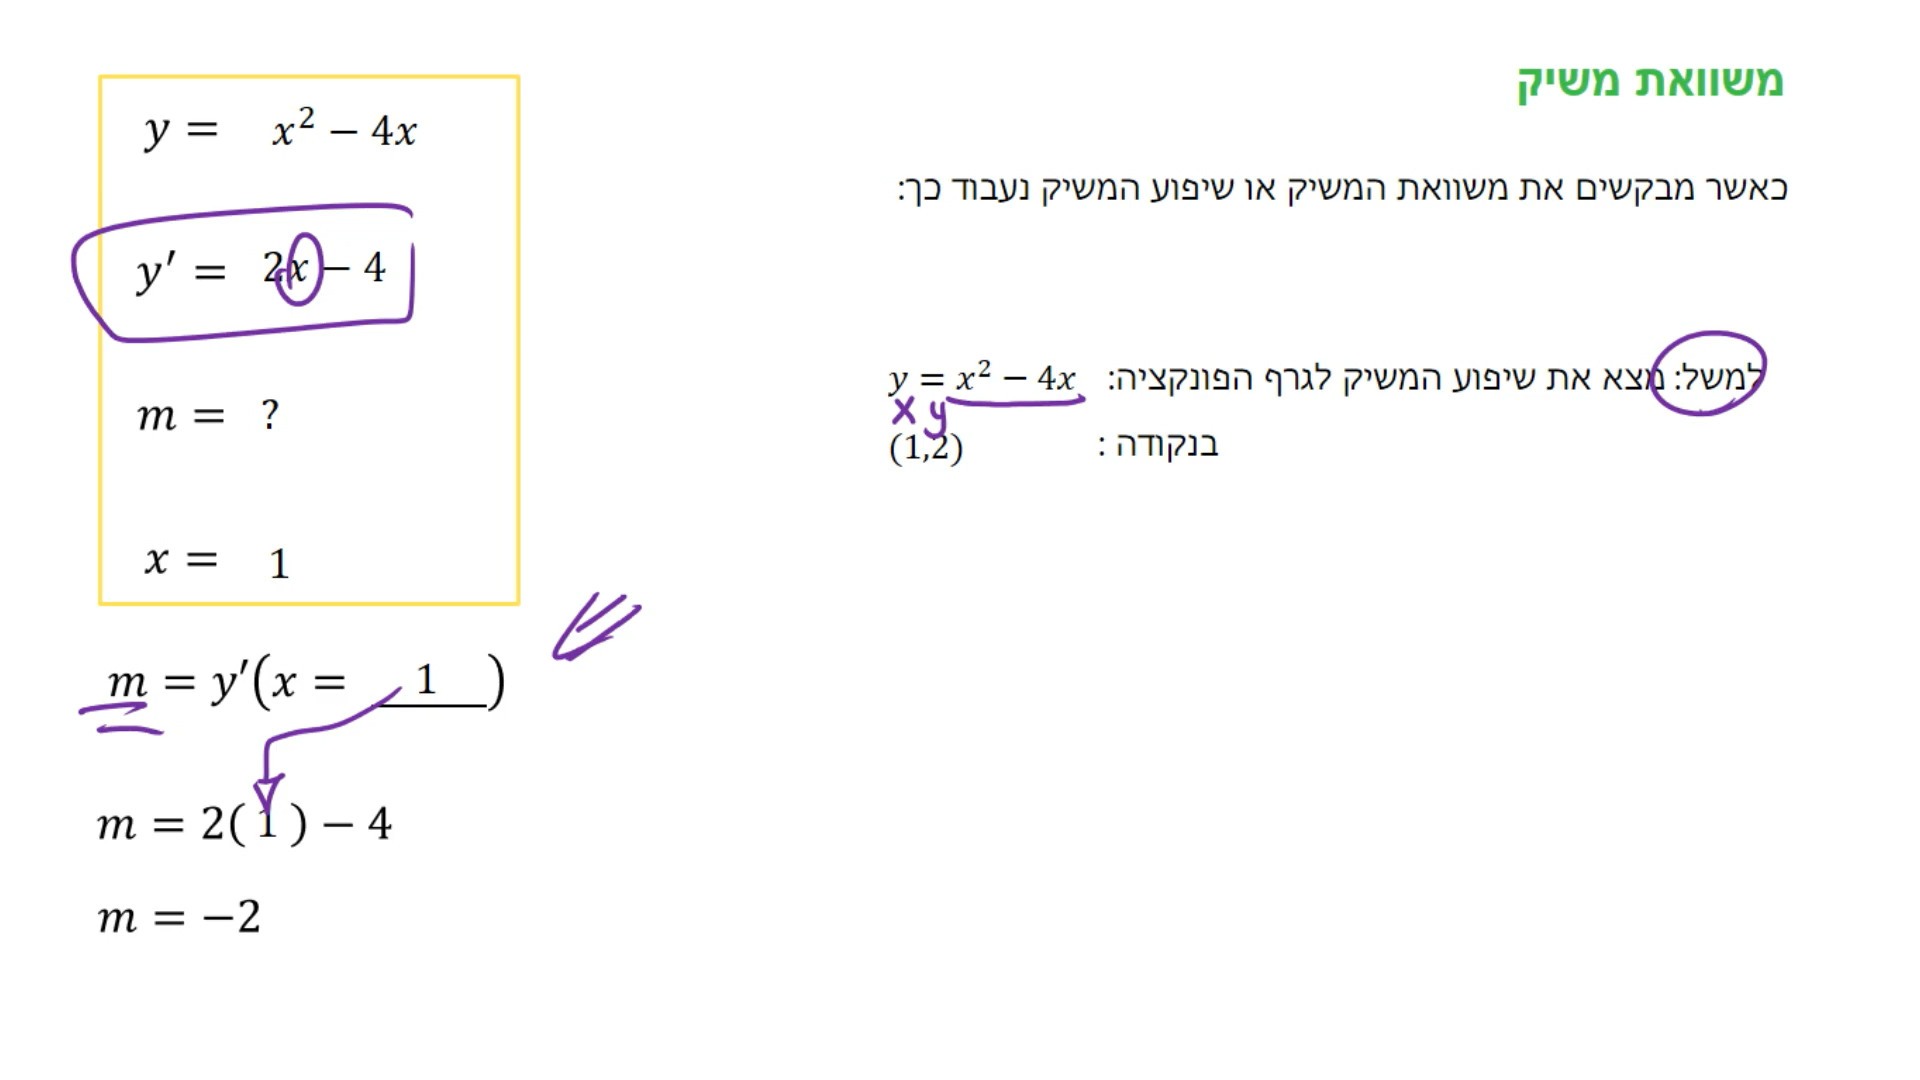 משוואת משיק
כאשר מבקשים את משוואת המשיק או שיפוע המשיק נעבוד כך:
למשל: מצא את שיפוע המשיק לגרף הפונקציה: y = x² − 4x
x y
בנקודה : (1,2)
y = x² − 4x
y′ = 2x − 4
m = ?
x = 1
m = y′(x = 1)
m = 2( 1 ) − 4
m = −2